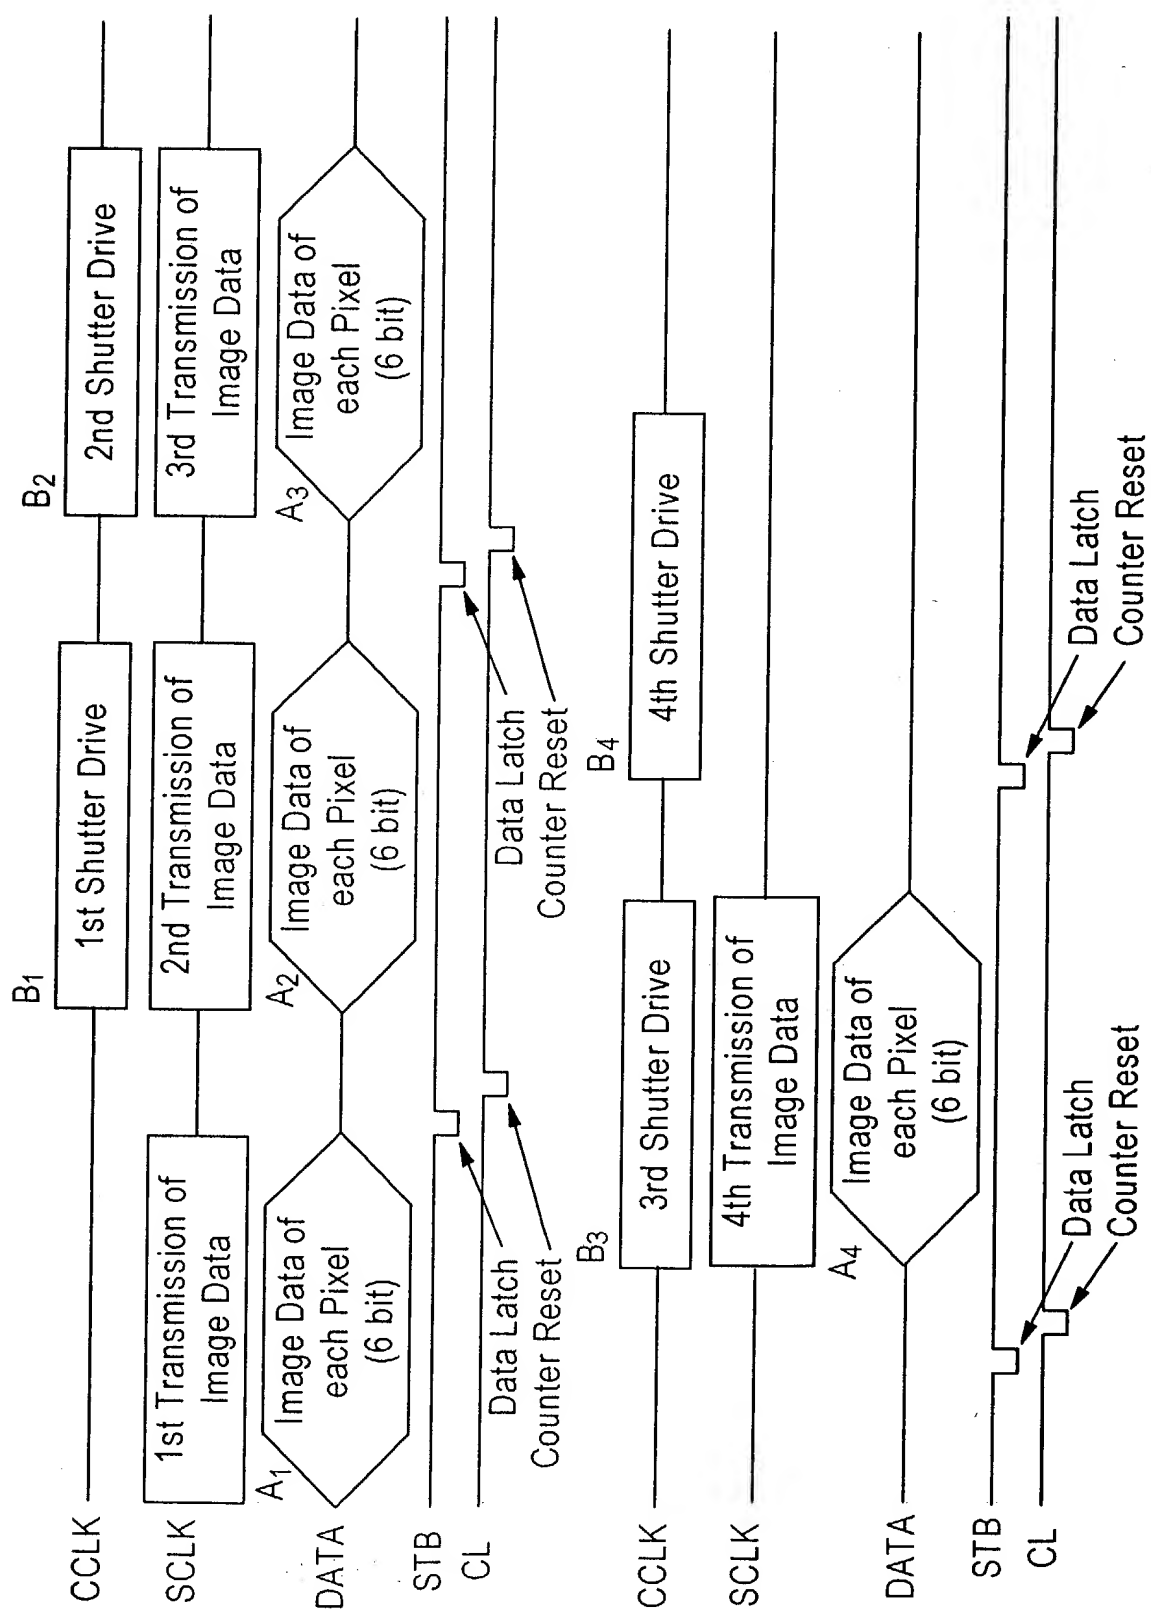 B1
B2
CCLK
1st Shutter Drive
2nd Shutter Drive
SCLK
1st Transmission of
Image Data
2nd Transmission of
Image Data
3rd Transmission of
Image Data
A1
A2
A3
DATA
Image Data of
each Pixel
(6 bit)
Image Data of
each Pixel
(6 bit)
Image Data of
each Pixel
(6 bit)
STB
CL
Data Latch
Counter Reset
Data Latch
Counter Reset
B3
B4
CCLK
3rd Shutter Drive
4th Shutter Drive
SCLK
4th Transmission of
Image Data
A4
DATA
Image Data of
each Pixel
(6 bit)
STB
CL
Data Latch
Counter Reset
Data Latch
Counter Reset